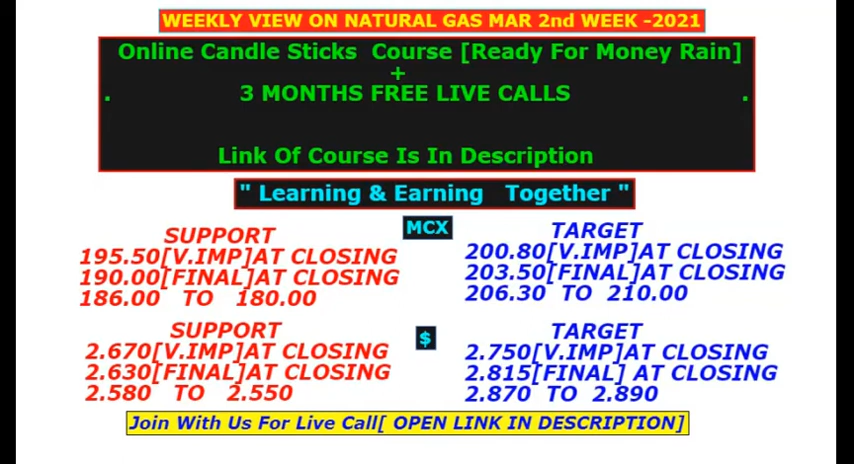 WEEKLY VIEW ON NATURAL GAS MAR 2nd WEEK -2021
Online Candle Sticks Course [Ready For Money Rain]
+
. 3 MONTHS FREE LIVE CALLS .
Link Of Course Is In Description
" Learning & Earning Together "
MCX
SUPPORT
195.50[V.IMP]AT CLOSING
190.00[FINAL]AT CLOSING
186.00 TO 180.00
TARGET
200.80[V.IMP]AT CLOSING
203.50[FINAL]AT CLOSING
206.30 TO 210.00
$
SUPPORT
2.670[V.IMP]AT CLOSING
2.630[FINAL]AT CLOSING
2.580 TO 2.550
TARGET
2.750[V.IMP]AT CLOSING
2.815[FINAL] AT CLOSING
2.870 TO 2.890
Join With Us For Live Call[ OPEN LINK IN DESCRIPTION]